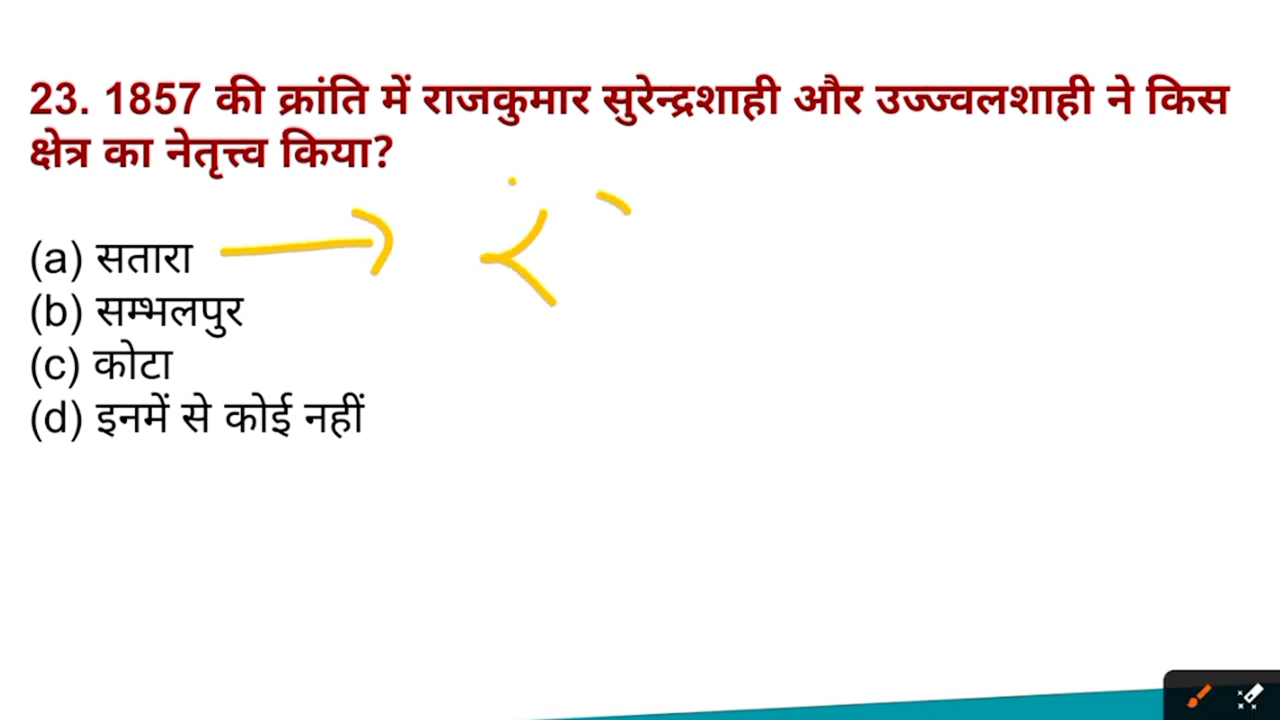 23. 1857 की क्रांति में राजकुमार सुरेन्द्रशाही और उज्ज्वलशाही ने किस
क्षेत्र का नेतृत्त्व किया?
(a) सतारा
(b) सम्भलपुर
(c) कोटा
(d) इनमें से कोई नहीं